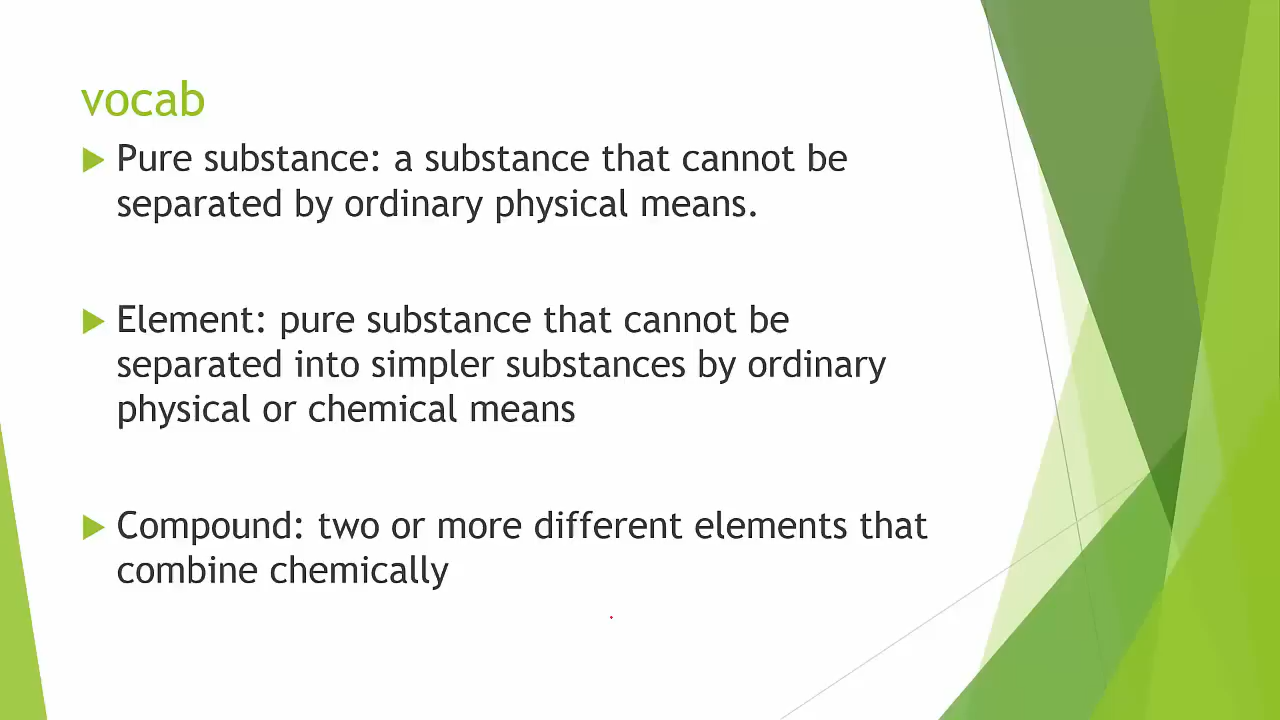 vocab
Pure substance: a substance that cannot be
separated by ordinary physical means.
Element: pure substance that cannot be
separated into simpler substances by ordinary
physical or chemical means
Compound: two or more different elements that
combine chemically